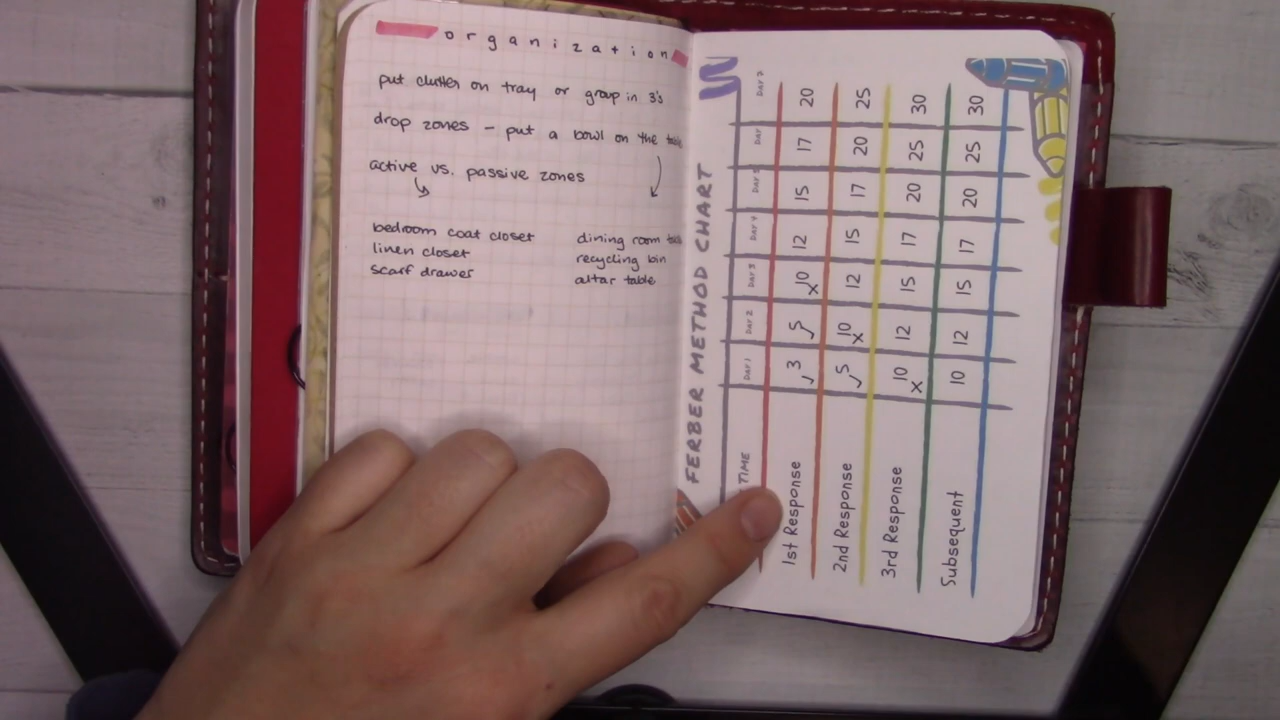 organization
put clutter on tray or group in 3's
drop zones - put a bowl on the table
active vs. passive zones
bedroom coat closet
linen closet
scarf drawer
dining room
recycling bin
altar table
FERBER METHOD CHART
TIME Day 1 Day 2 Day 3 Day 4 Day 5 Day Day 7
1st Response 3 5 10 12 15 17 20
2nd Response 5 10 12 15 17 20 25
3rd Response 10 12 15 17 20 25 30
Subsequent 10 12 15 17 20 25 30